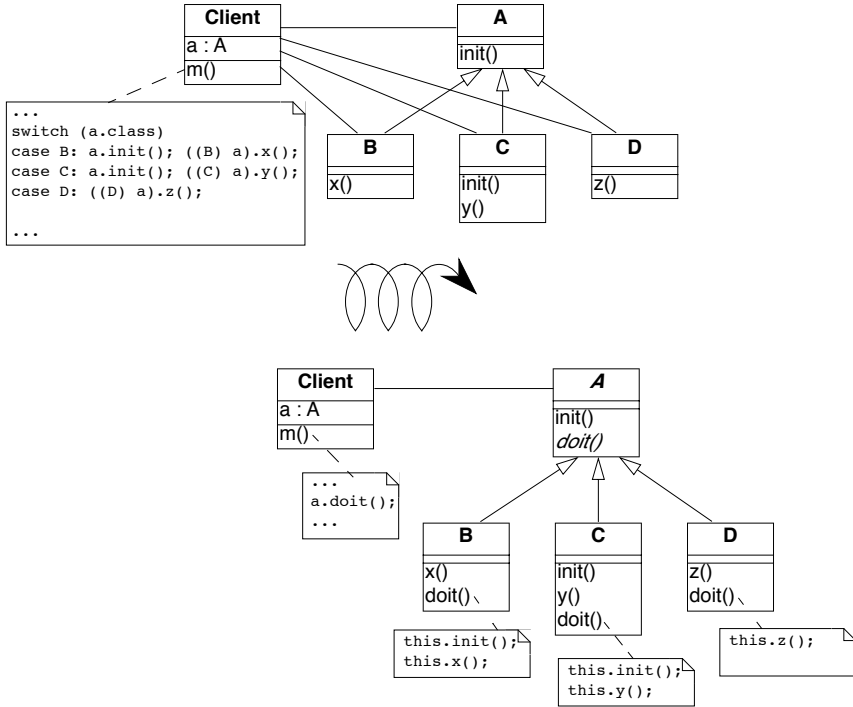 Client
a : A
m()
A
init()
...
switch (a.class)
case B: a.init(); ((B) a).x();
case C: a.init(); ((C) a).y();
case D: ((D) a).z();
...
B
x()
C
init()
y()
D
z()
Client
a : A
m()
A
init()
doit()
...
a.doit();
...
B
x()
doit()
C
init()
y()
doit()
D
z()
doit()
this.init();
this.x();
this.init();
this.y();
this.z();